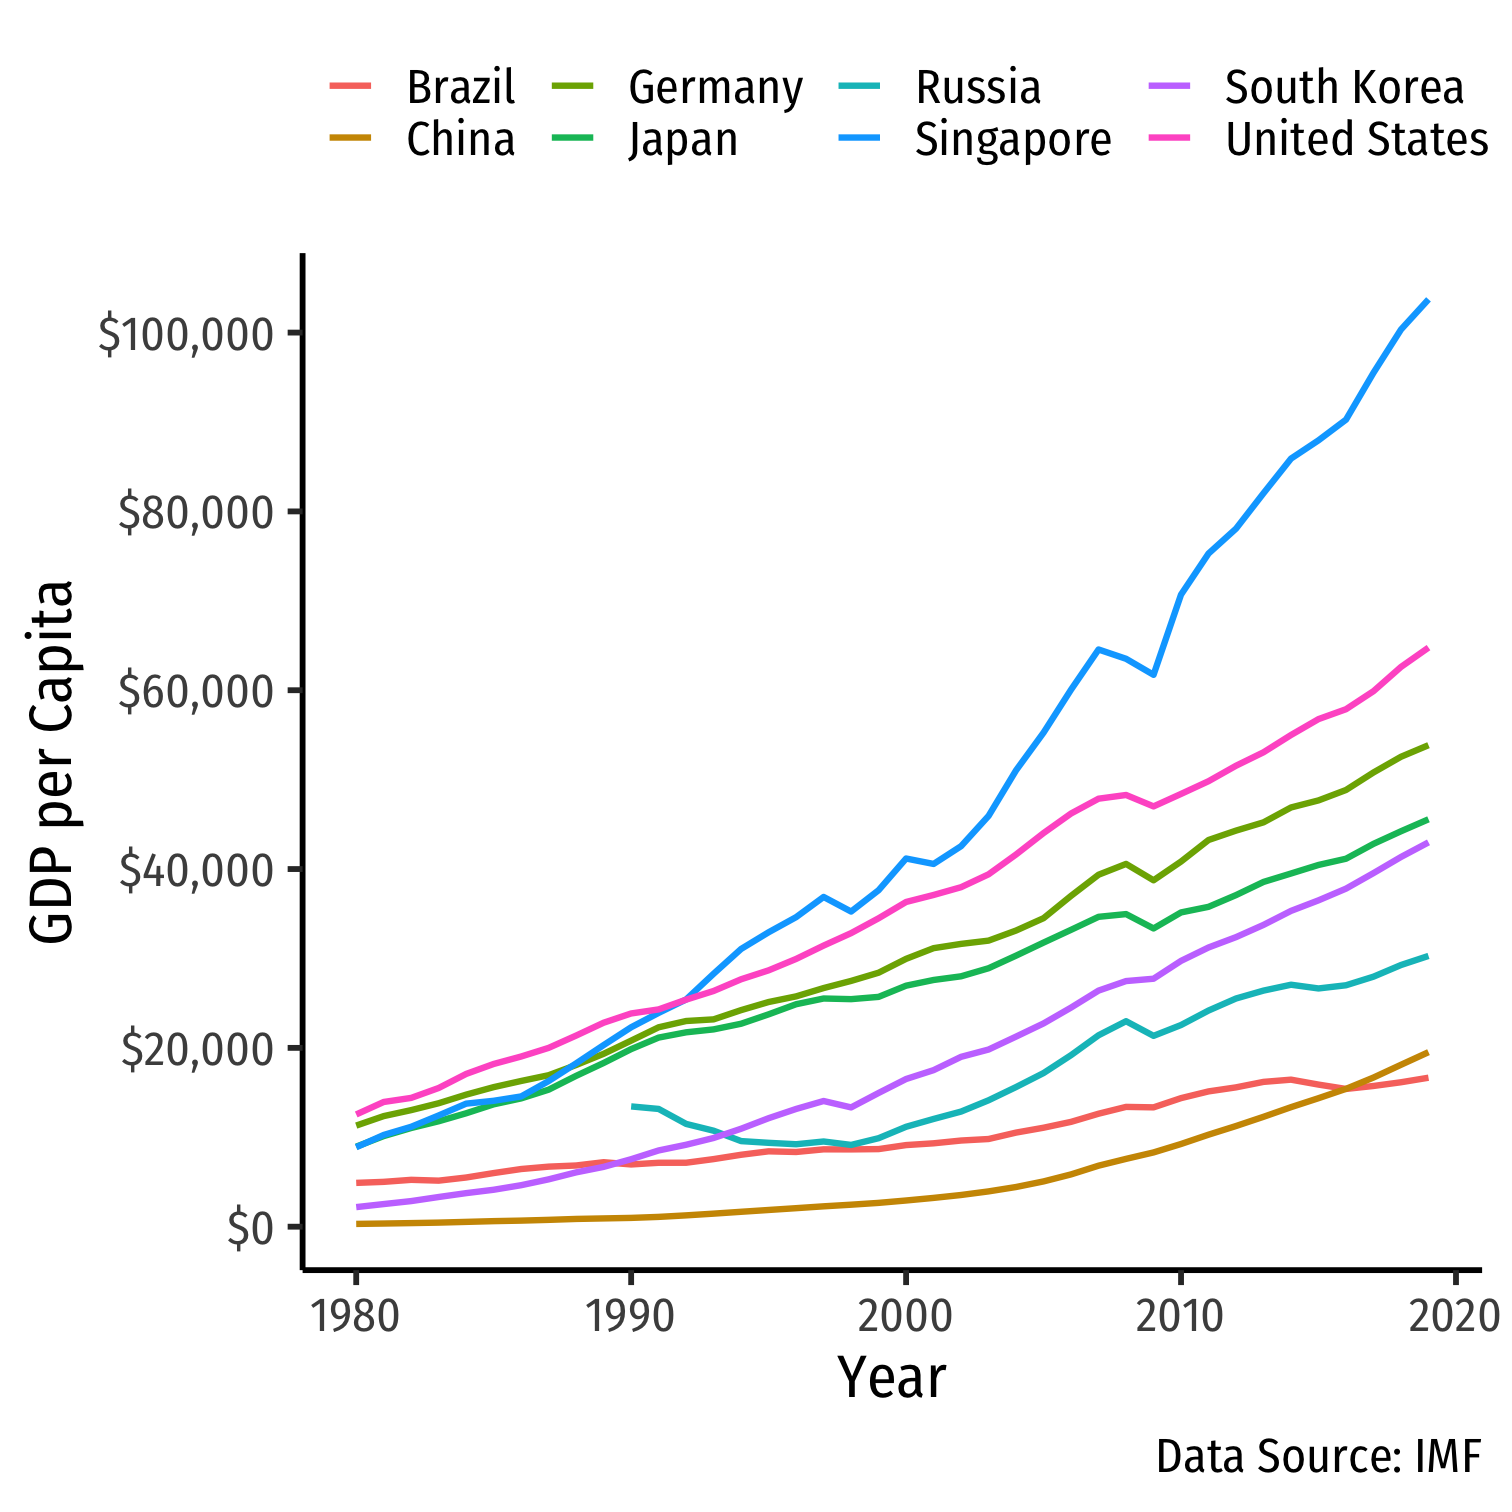 Brazil Germany Russia South Korea
China Japan Singapore United States
$100,000
$80,000
$60,000
$40,000
$20,000
$0
GDP per Capita
1980 1990 2000 2010 2020
Year
Data Source: IMF